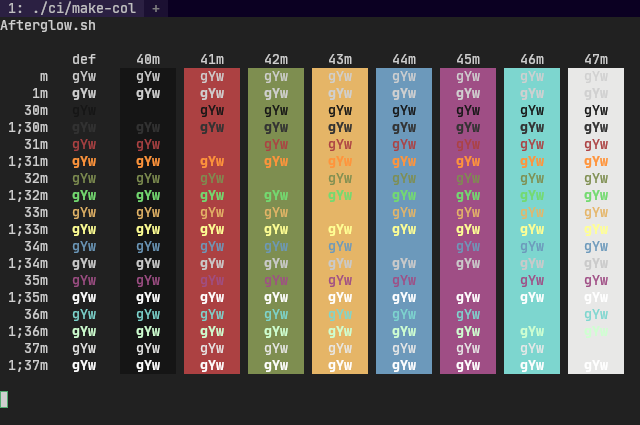 1: ./ci/make-col +
Afterglow.sh
def 40m 41m 42m 43m 44m 45m 46m 47m
m gYw gYw gYw gYw gYw gYw gYw gYw gYw
1m gYw gYw gYw gYw gYw gYw gYw gYw gYw
30m gYw gYw gYw gYw gYw gYw gYw gYw
1;30m gYw gYw gYw gYw gYw gYw gYw gYw gYw
31m gYw gYw gYw gYw gYw gYw gYw gYw
1;31m gYw gYw gYw gYw gYw gYw gYw gYw gYw
32m gYw gYw gYw gYw gYw gYw gYw gYw
1;32m gYw gYw gYw gYw gYw gYw gYw gYw gYw
33m gYw gYw gYw gYw gYw gYw gYw gYw
1;33m gYw gYw gYw gYw gYw gYw gYw gYw gYw
34m gYw gYw gYw gYw gYw gYw gYw gYw
1;34m gYw gYw gYw gYw gYw gYw gYw gYw gYw
35m gYw gYw gYw gYw gYw gYw gYw gYw
1;35m gYw gYw gYw gYw gYw gYw gYw gYw gYw
36m gYw gYw gYw gYw gYw gYw gYw gYw
1;36m gYw gYw gYw gYw gYw gYw gYw gYw gYw
37m gYw gYw gYw gYw gYw gYw gYw gYw
1;37m gYw gYw gYw gYw gYw gYw gYw gYw gYw